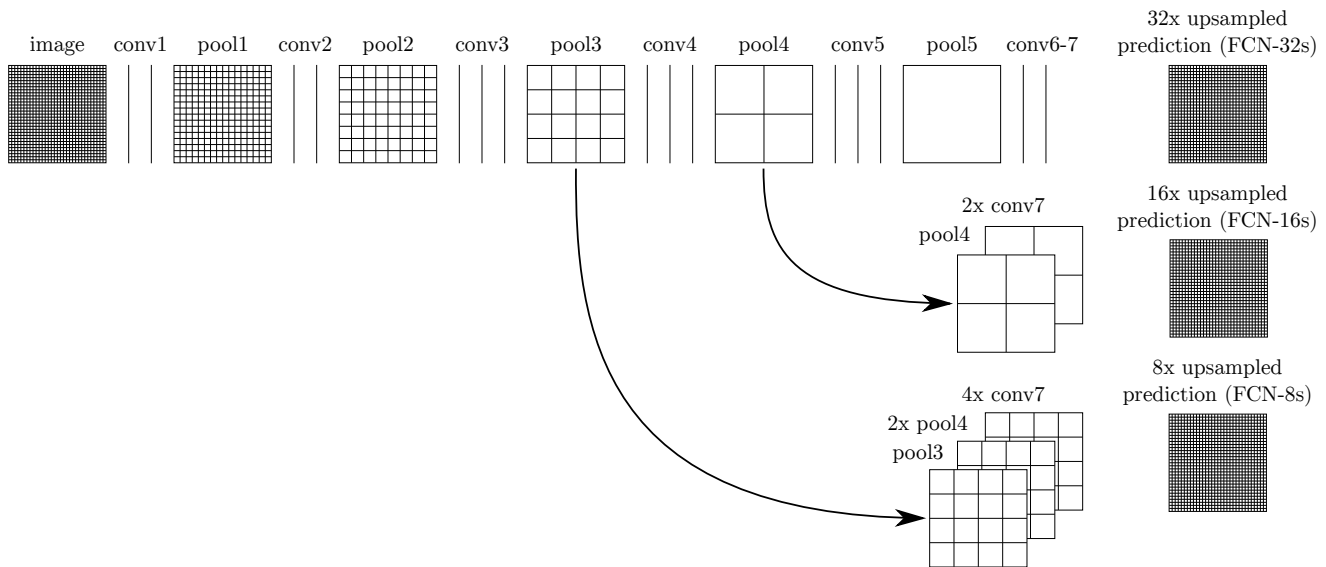 image conv1 pool1 conv2 pool2 conv3 pool3 conv4 pool4 conv5 pool5 conv6-7
32x upsampled
prediction (FCN-32s)
16x upsampled
prediction (FCN-16s)
2x conv7
pool4
8x upsampled
prediction (FCN-8s)
4x conv7
2x pool4
pool3